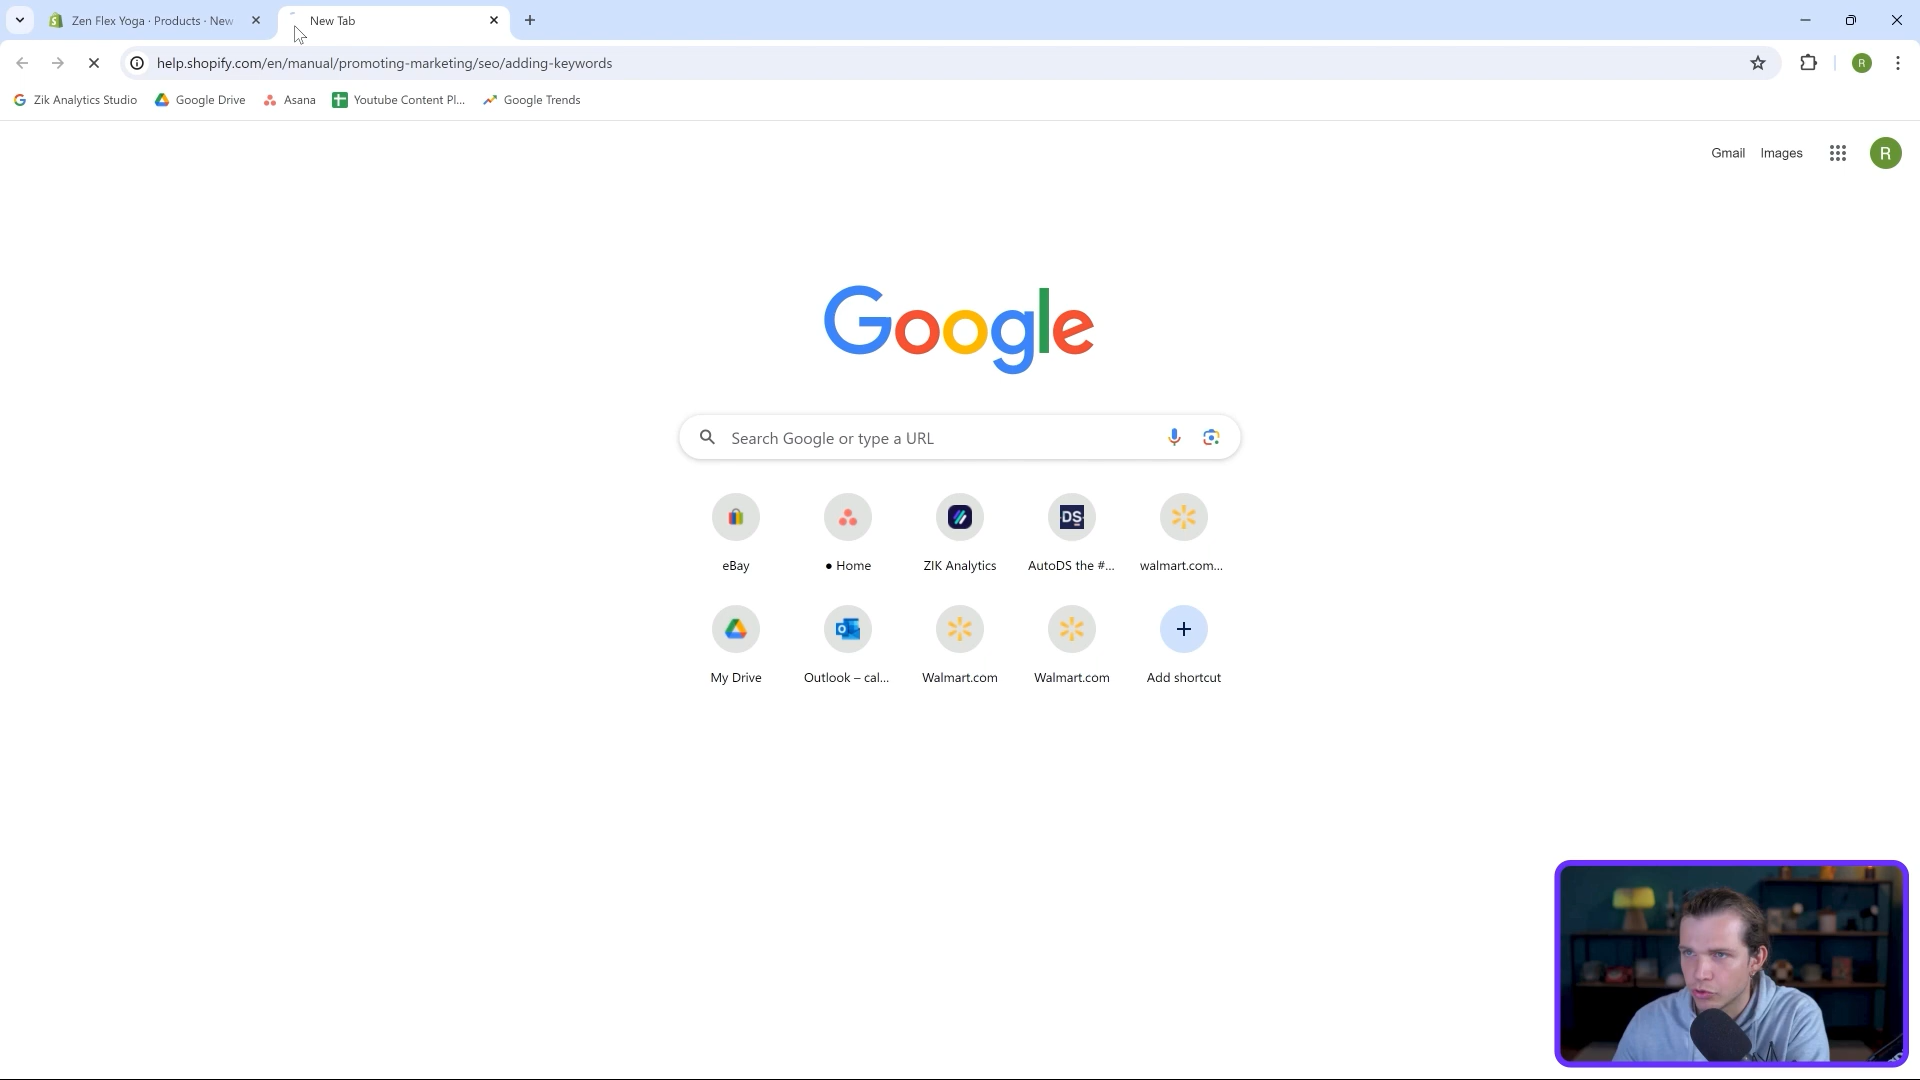 Zen Flex Yoga · Products · New
New Tab
help.shopify.com/en/manual/promoting-marketing/seo/adding-keywords
R
Zik Analytics Studio
Google Drive
Asana
Youtube Content Pl...
Google Trends
Gmail
Images
R
Google
Search Google or type a URL
DS
eBay
● Home
ZIK Analytics
AutoDS the #...
walmart.com...
My Drive
Outlook – cal...
Walmart.com
Walmart.com
Add shortcut